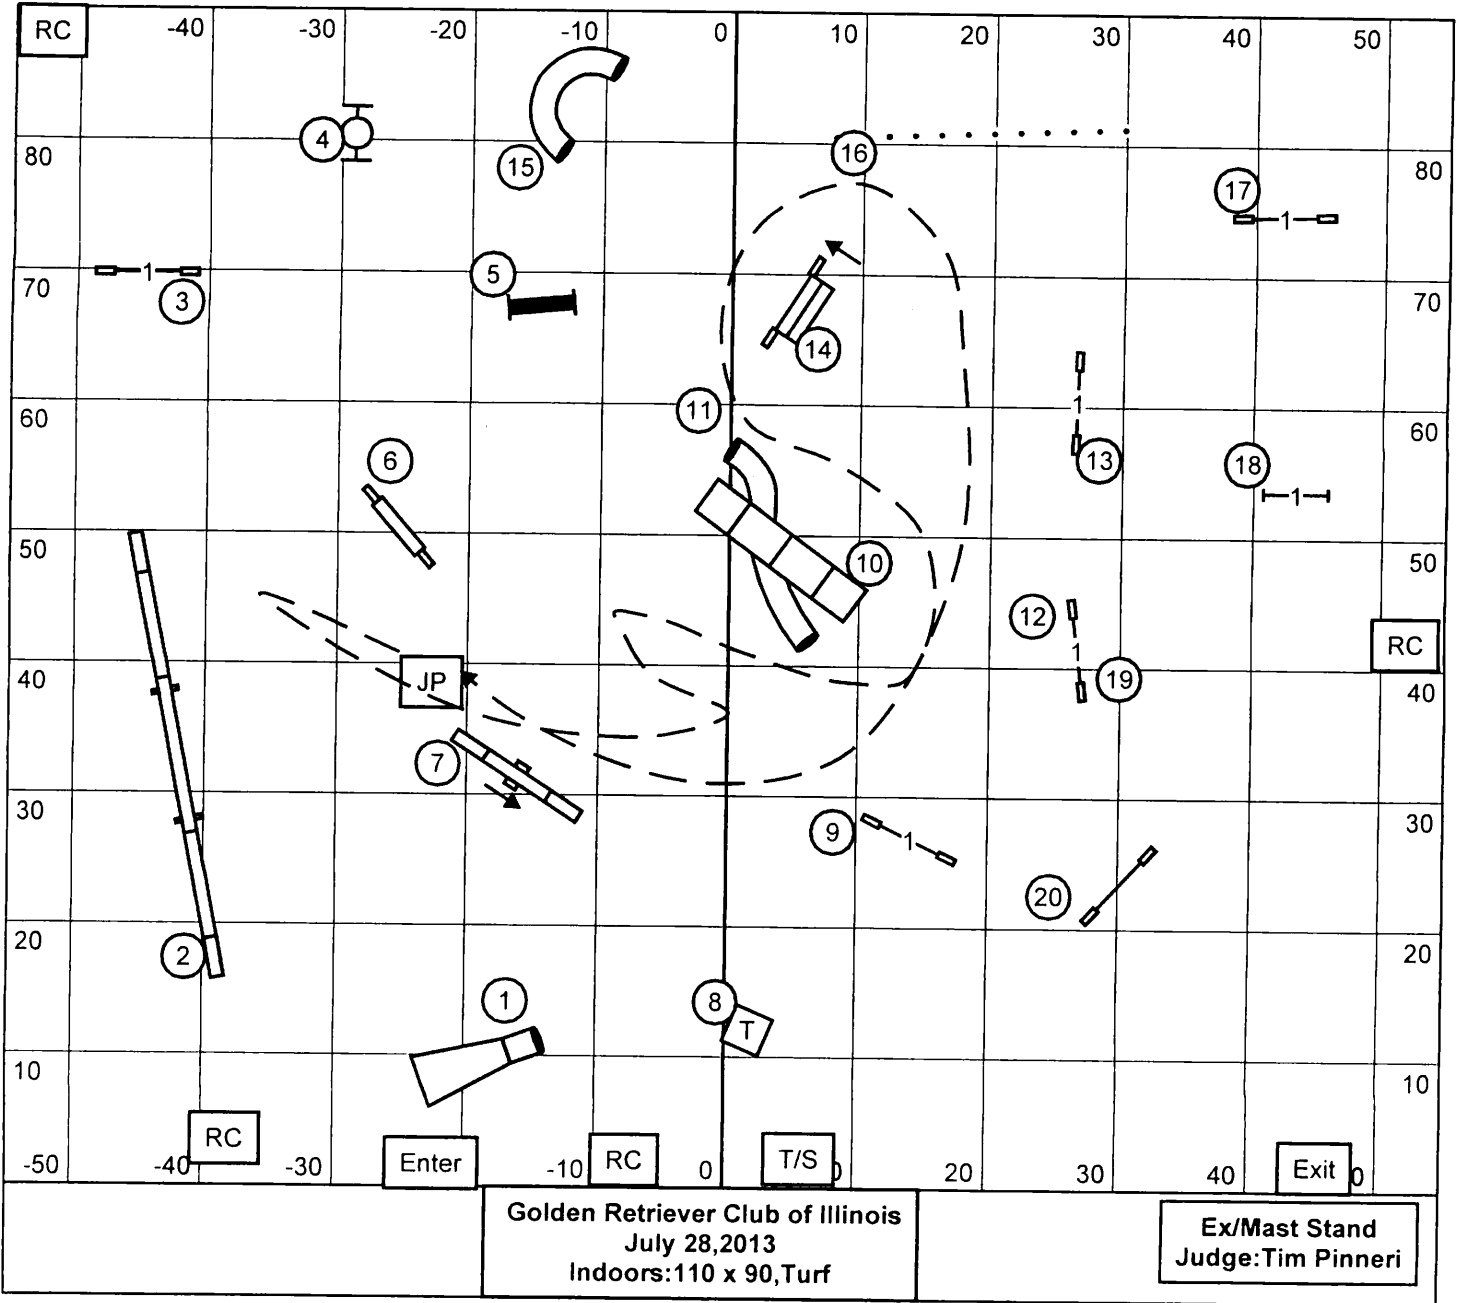 RC -40 -30 -20 -10 0 10 20 30 40 50
4 15 16
80 80
17
1
5
70 1 3 70
14
11 1
60 60
6 13 18 1
50 10 50
12 1 RC
40 JP 19 40
7
30 9 1 30
20
20 2 20
1 8 T
10 10
RC
-50 -40 -30 Enter -10 RC 0 T/S 0 20 30 40 Exit 0
Golden Retriever Club of Illinois
July 28,2013
Indoors:110 x 90,Turf
Ex/Mast Stand
Judge:Tim Pinneri